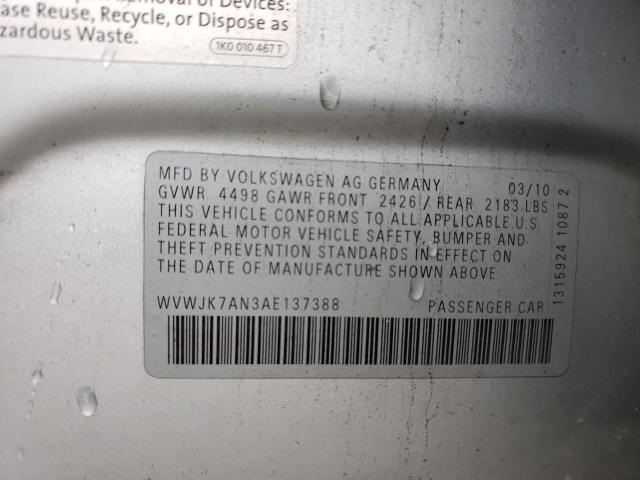 of Devices:
ase Reuse, Recycle, or Dispose as
zardous Waste.
1K0 010 467 T
MFD BY VOLKSWAGEN AG GERMANY 03/10
GVWR 4498 GAWR FRONT 2426 / REAR 2183 LBS
THIS VEHICLE CONFORMS TO ALL APPLICABLE U.S
FEDERAL MOTOR VEHICLE SAFETY, BUMPER AND
THEFT PREVENTION STANDARDS IN EFFECT ON
THE DATE OF MANUFACTURE SHOWN ABOVE.
WVWJK7AN3AE137388 PASSENGER CAR
1315924 1087 2